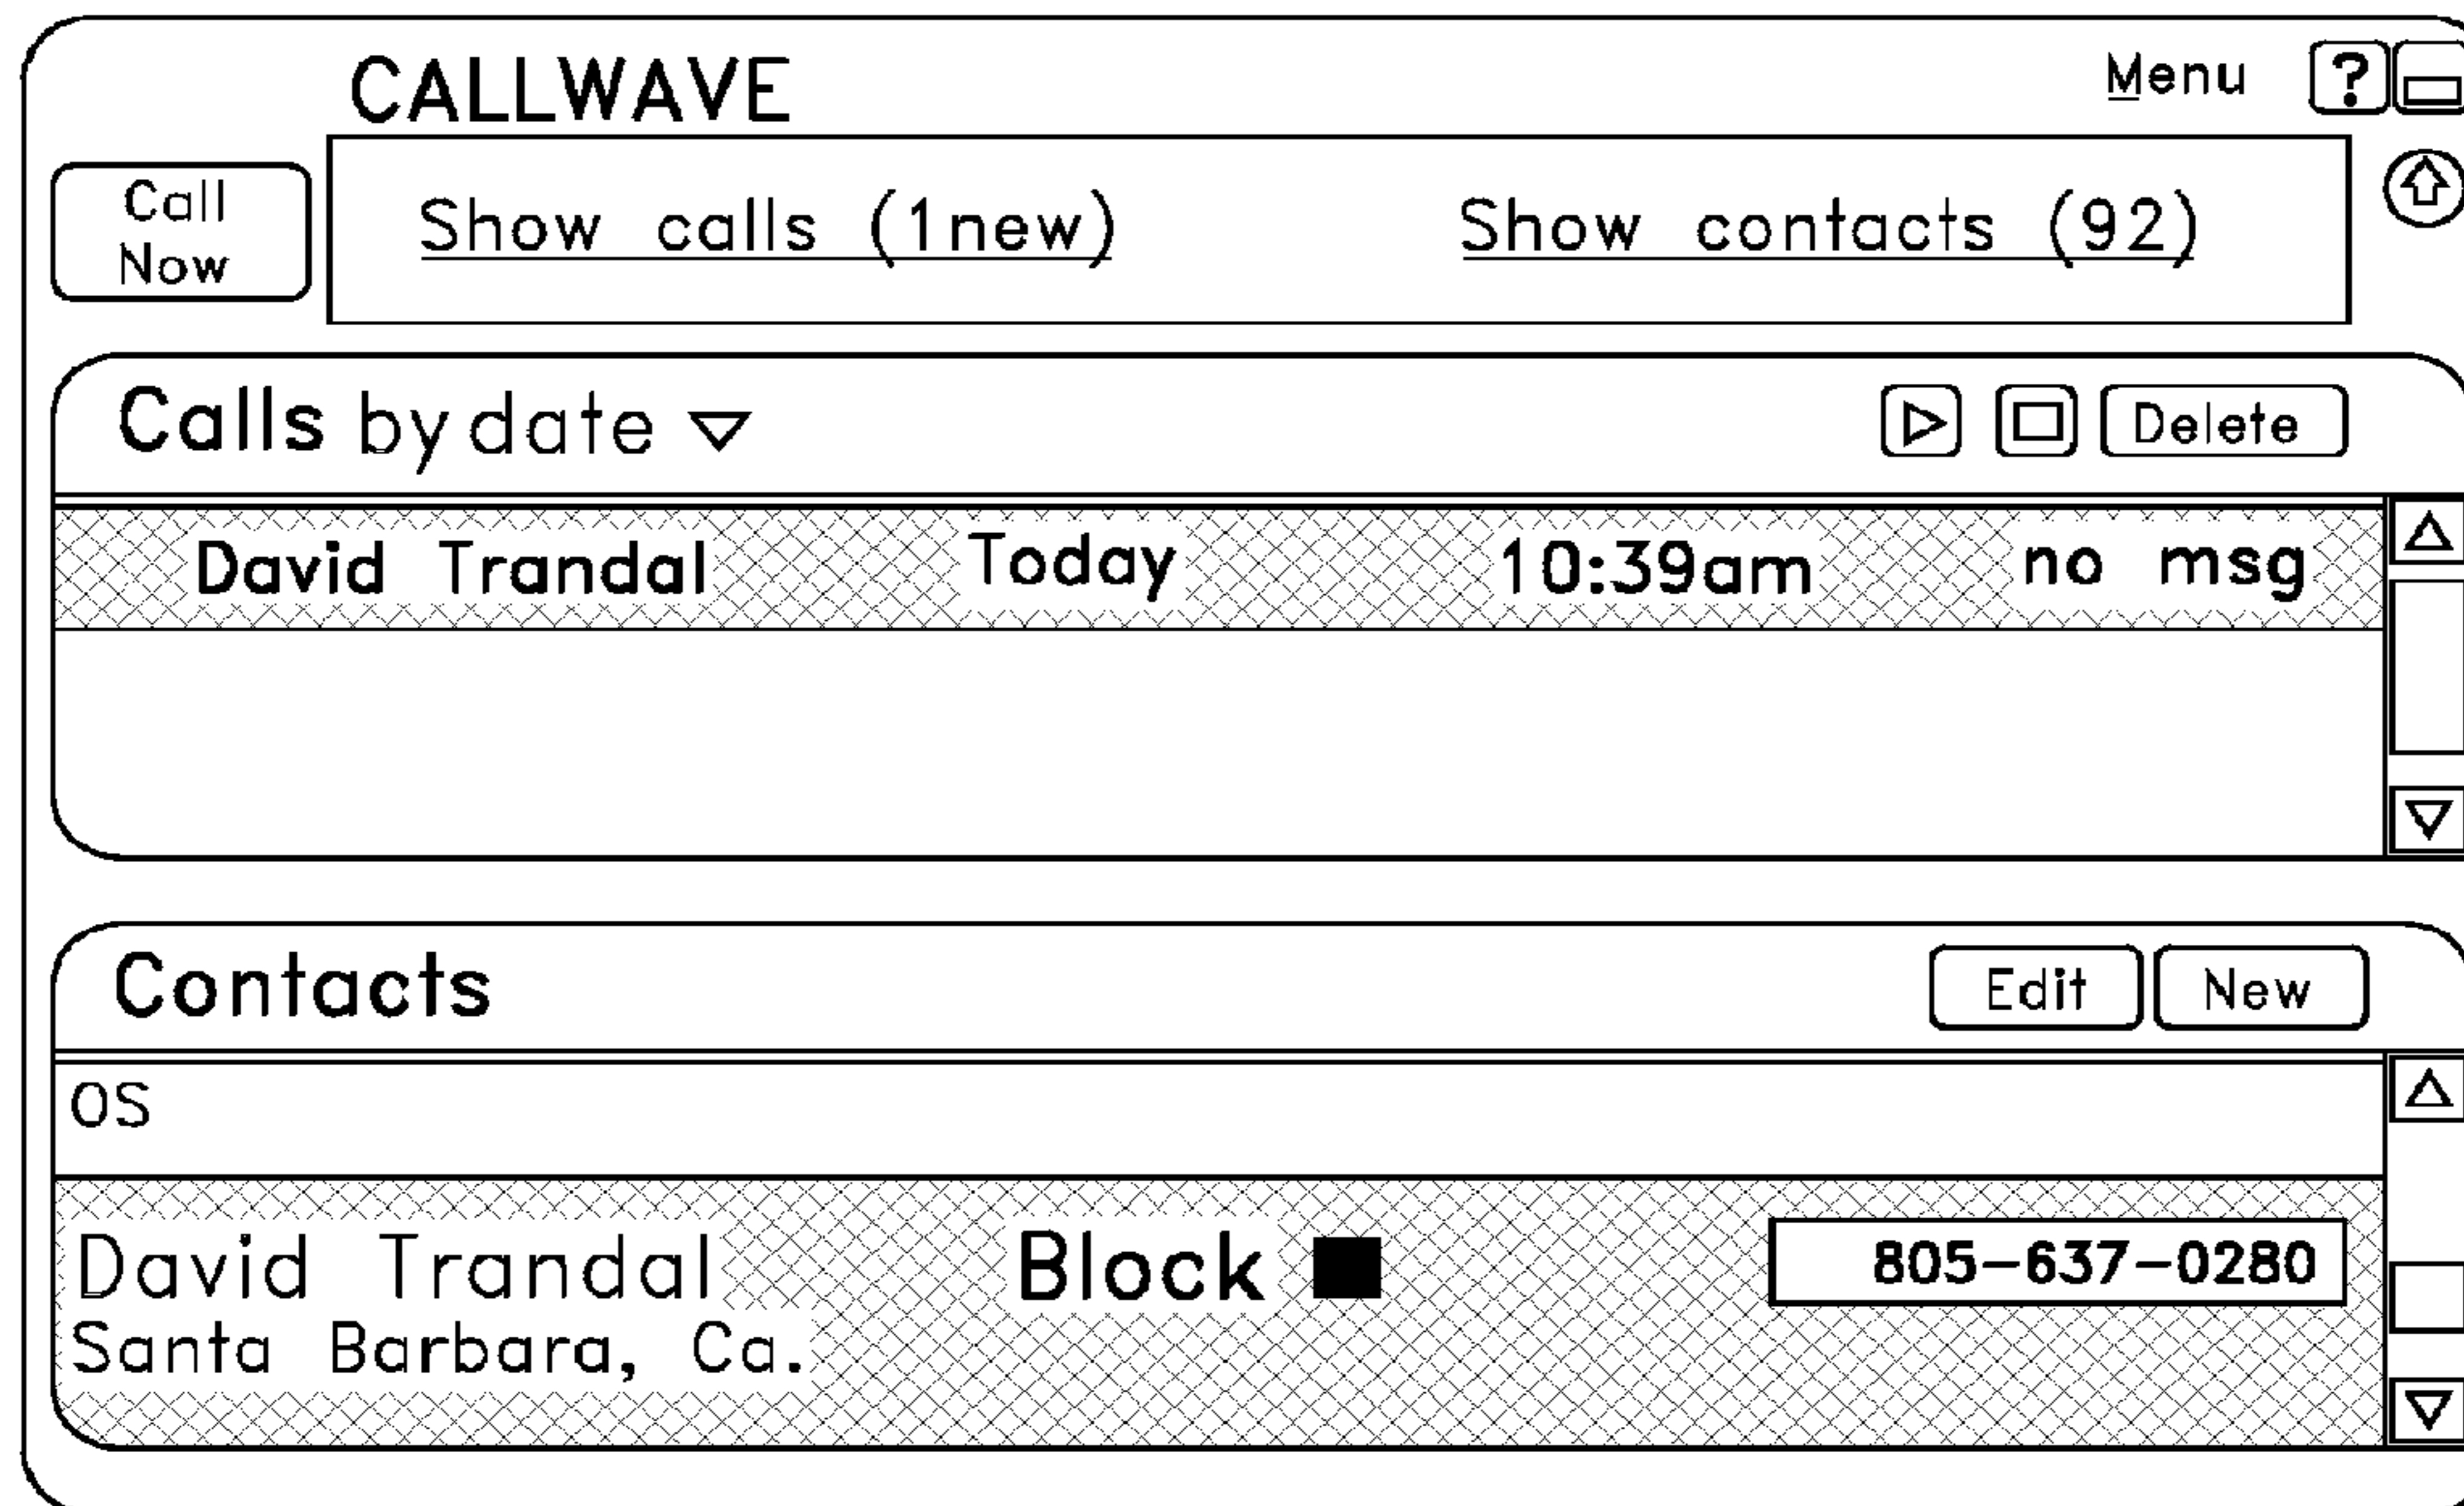 CALLWAVE Menu ?
Call
Now
Show calls (1new) Show contacts (92)
Calls by date Delete
David Trandal Today 10:39am no msg
Contacts Edit New
OS
David Trandal Block 805-637-0280
Santa Barbara, Ca.